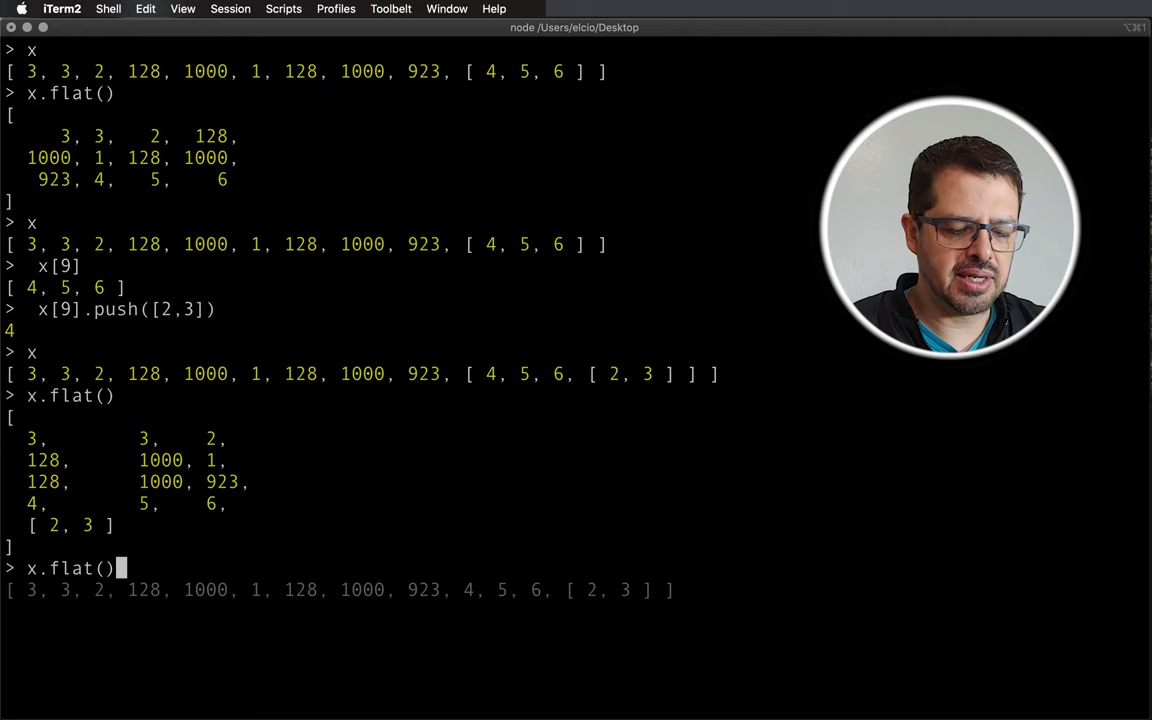 iTerm2 Shell Edit View Session Scripts Profiles Toolbelt Window Help
node /Users/elcio/Desktop ⌥⌘1
> x
[ 3, 3, 2, 128, 1000, 1, 128, 1000, 923, [ 4, 5, 6 ] ]
> x.flat()
[
3, 3, 2, 128,
1000, 1, 128, 1000,
923, 4, 5, 6
]
> x
[ 3, 3, 2, 128, 1000, 1, 128, 1000, 923, [ 4, 5, 6 ] ]
> x[9]
[ 4, 5, 6 ]
> x[9].push([2,3])
4
> x
[ 3, 3, 2, 128, 1000, 1, 128, 1000, 923, [ 4, 5, 6, [ 2, 3 ] ] ]
> x.flat()
[
3, 3, 2,
128, 1000, 1,
128, 1000, 923,
4, 5, 6,
[ 2, 3 ]
]
> x.flat()
[ 3, 3, 2, 128, 1000, 1, 128, 1000, 923, 4, 5, 6, [ 2, 3 ] ]